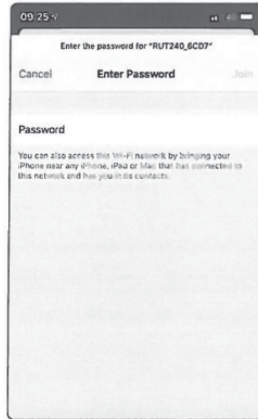 09:25
4G
Enter the password for "RUT240_6CD7"
Cancel Enter Password Join
Password
You can also access this Wi-Fi network by bringing your
iPhone near any iPhone, iPad or Mac that has connected to
this network and has you in its contacts.